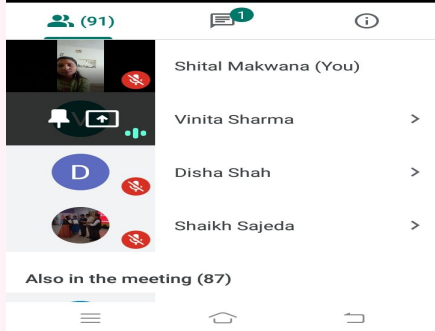 (91)
1
Shital Makwana (You)
V
Vinita Sharma
D
Disha Shah
Shaikh Sajeda
Also in the meeting (87)